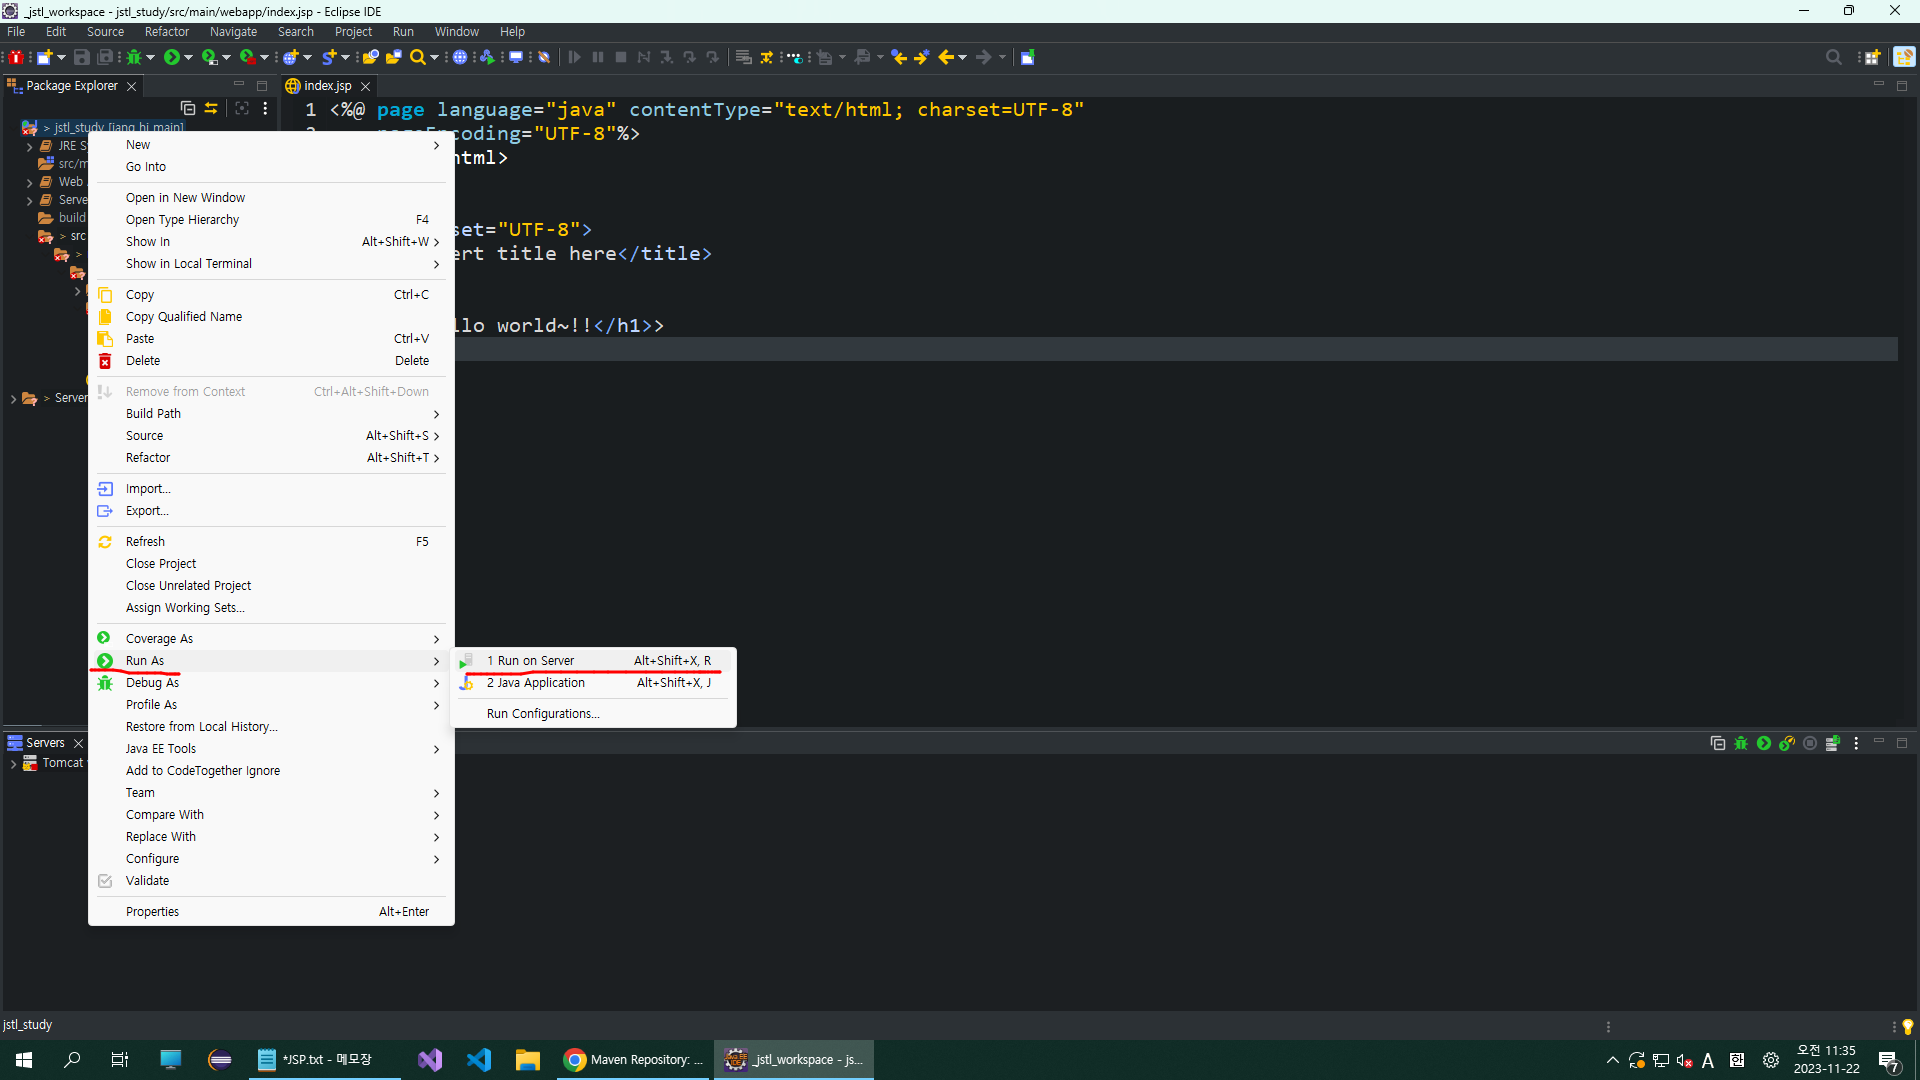 _jstl_workspace - jstl_study/src/main/webapp/index.jsp - Eclipse IDE
File Edit Source Refactor Navigate Search Project Run Window Help
Package Explorer
index.jsp
> jstl_study [jang hi main]
JRE S
src/m
Web
Serve
build
> src
>
> Server
1 <%@ page language="java" contentType="text/html; charset=UTF-8"
pageEncoding="UTF-8"%>
html>
set="UTF-8">
ert title here</title>
llo world~!!</h1>>
New
Go Into
Open in New Window
Open Type Hierarchy F4
Show In Alt+Shift+W
Show in Local Terminal
Copy Ctrl+C
Copy Qualified Name
Paste Ctrl+V
Delete Delete
Remove from Context Ctrl+Alt+Shift+Down
Build Path
Source Alt+Shift+S
Refactor Alt+Shift+T
Import...
Export...
Refresh F5
Close Project
Close Unrelated Project
Assign Working Sets...
Coverage As
Run As
Debug As
Profile As
Restore from Local History...
Java EE Tools
Add to CodeTogether Ignore
Team
Compare With
Replace With
Configure
Validate
Properties Alt+Enter
1 Run on Server Alt+Shift+X, R
2 Java Application Alt+Shift+X, J
Run Configurations...
Servers
Tomcat
jstl_study
*JSP.txt - 메모장
Maven Repository: ...
_jstl_workspace - js...
A
한
오전 11:35
2023-11-22
7